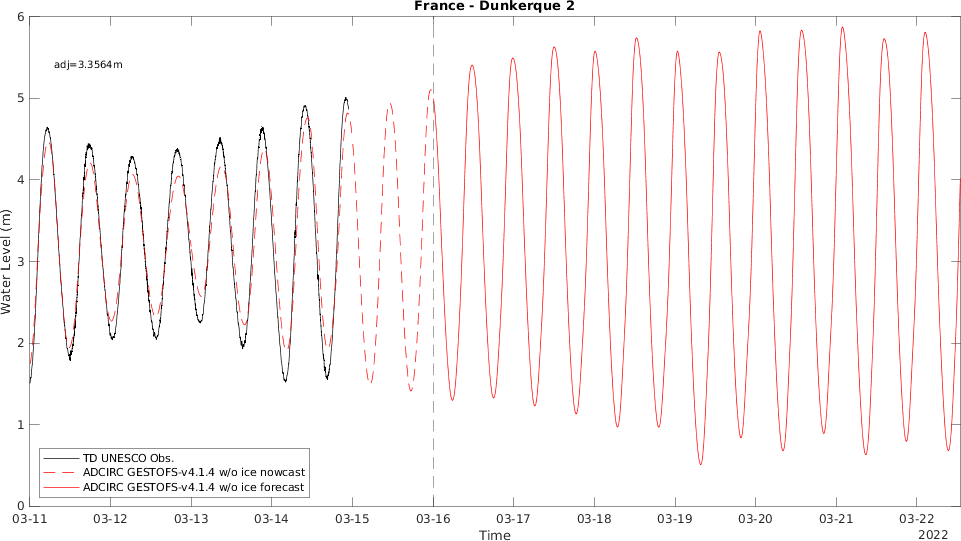 France - Dunkerque 2
adj=3.3564m
6
5
4
3
2
1
0
Water Level (m)
TD UNESCO Obs.
ADCIRC GESTOFS-v4.1.4 w/o ice nowcast
ADCIRC GESTOFS-v4.1.4 w/o ice forecast
03-11 03-12 03-13 03-14 03-15 03-16 03-17 03-18 03-19 03-20 03-21 03-22
Time
2022